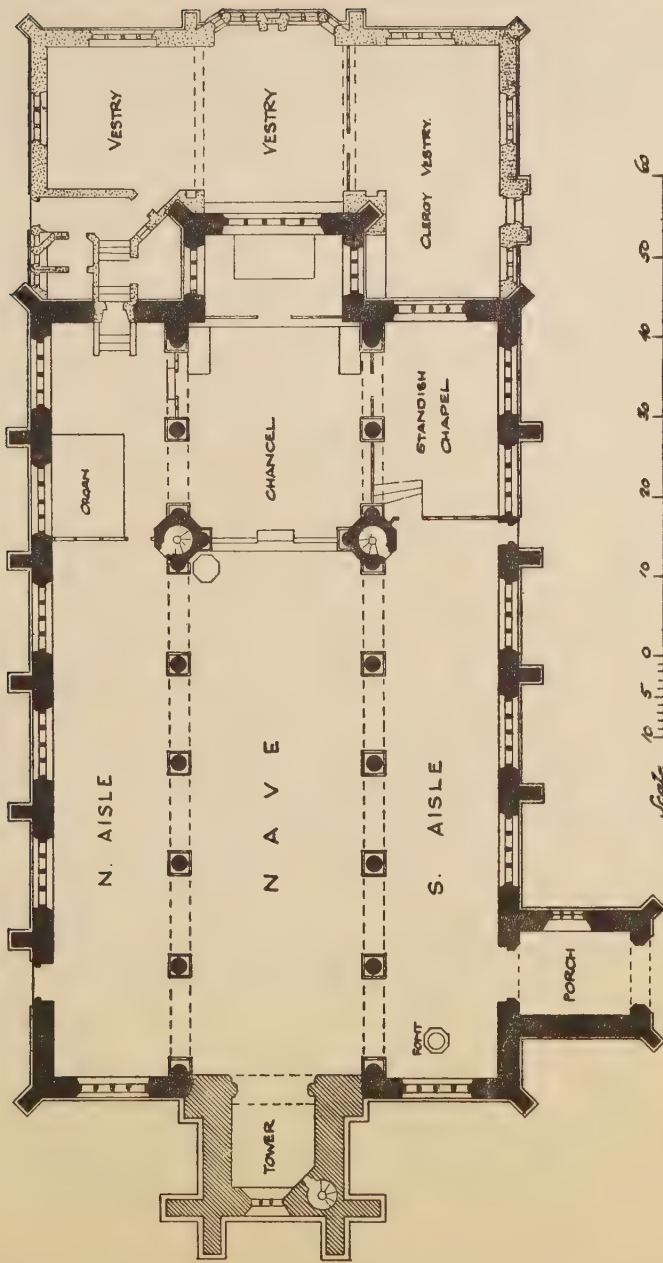 VESTRY
VESTRY
CLERGY VESTRY.
ORGAN
CHANCEL
STANDISH
CHAPEL
N. AISLE
NAVE
S. AISLE
FONT
PORCH
TOWER
60
50
40
30
20
10
0
5
10
Scale